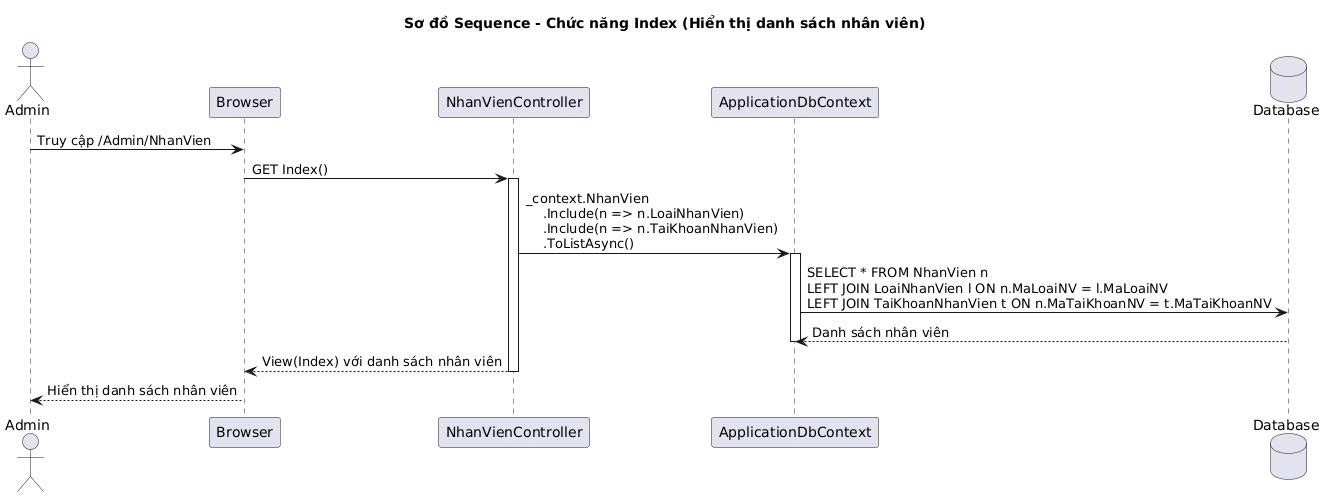 Sơ đồ Sequence - Chức năng Index (Hiển thị danh sách nhân viên)
Admin
Browser
NhanVienController
ApplicationDbContext
Database
Truy cập /Admin/NhanVien
GET Index()
_context.NhanVien
.Include(n => n.LoaiNhanVien)
.Include(n => n.TaiKhoanNhanVien)
.ToListAsync()
SELECT * FROM NhanVien n
LEFT JOIN LoaiNhanVien l ON n.MaLoaiNV = l.MaLoaiNV
LEFT JOIN TaiKhoanNhanVien t ON n.MaTaiKhoanNV = t.MaTaiKhoanNV
Danh sách nhân viên
View(Index) với danh sách nhân viên
Hiển thị danh sách nhân viên
Admin
Browser
NhanVienController
ApplicationDbContext
Database